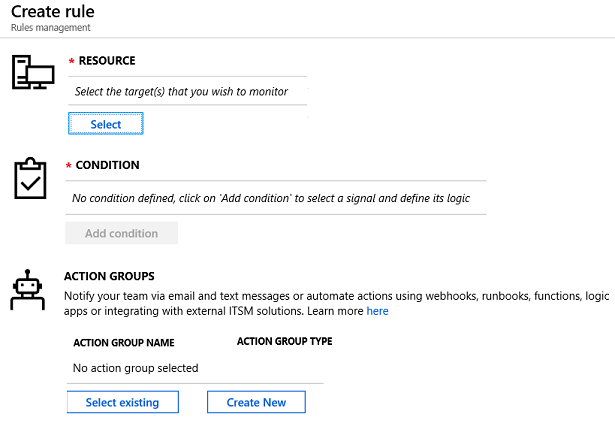 Create rule
Rules management
* RESOURCE
Select the target(s) that you wish to monitor
Select
* CONDITION
No condition defined, click on 'Add condition' to select a signal and define its logic
Add condition
ACTION GROUPS
Notify your team via email and text messages or automate actions using webhooks, runbooks, functions, logic
apps or integrating with external ITSM solutions. Learn more here
ACTION GROUP NAME ACTION GROUP TYPE
No action group selected
Select existing Create New